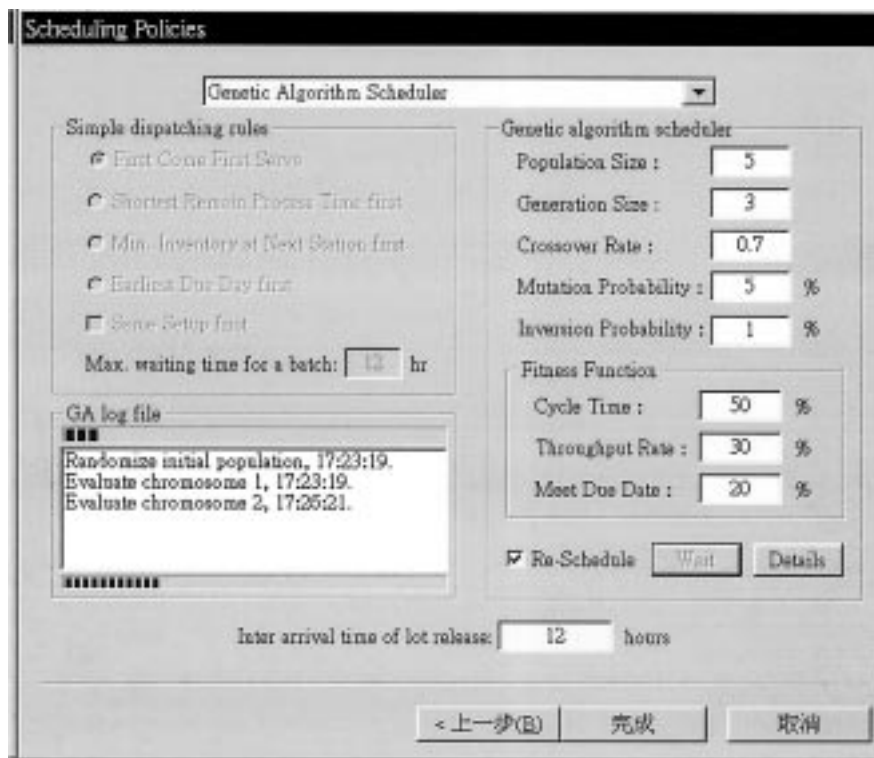 Scheduling Policies
Genetic Algorithm Scheduler
Simple dispatching rules
First Come First Serve
Shortest Remain Process Time first
Min. Inventory at Next Station first
Earliest Due Day first
Same Setup first
Max. waiting time for a batch: 12 hr
GA log file
Randomize initial population, 17:23:19.
Evaluate chromosome 1, 17:23:19.
Evaluate chromosome 2, 17:26:21.
Genetic algorithm scheduler
Population Size : 5
Generation Size : 3
Crossover Rate : 0.7
Mutation Probability : 5 %
Inversion Probability : 1 %
Fitness Function
Cycle Time : 50 %
Throughput Rate : 30 %
Meet Due Date : 20 %
Re-Schedule Wait Details
Inter arrival time of lot release: 12 hours
<上一步(B) 完成 取消